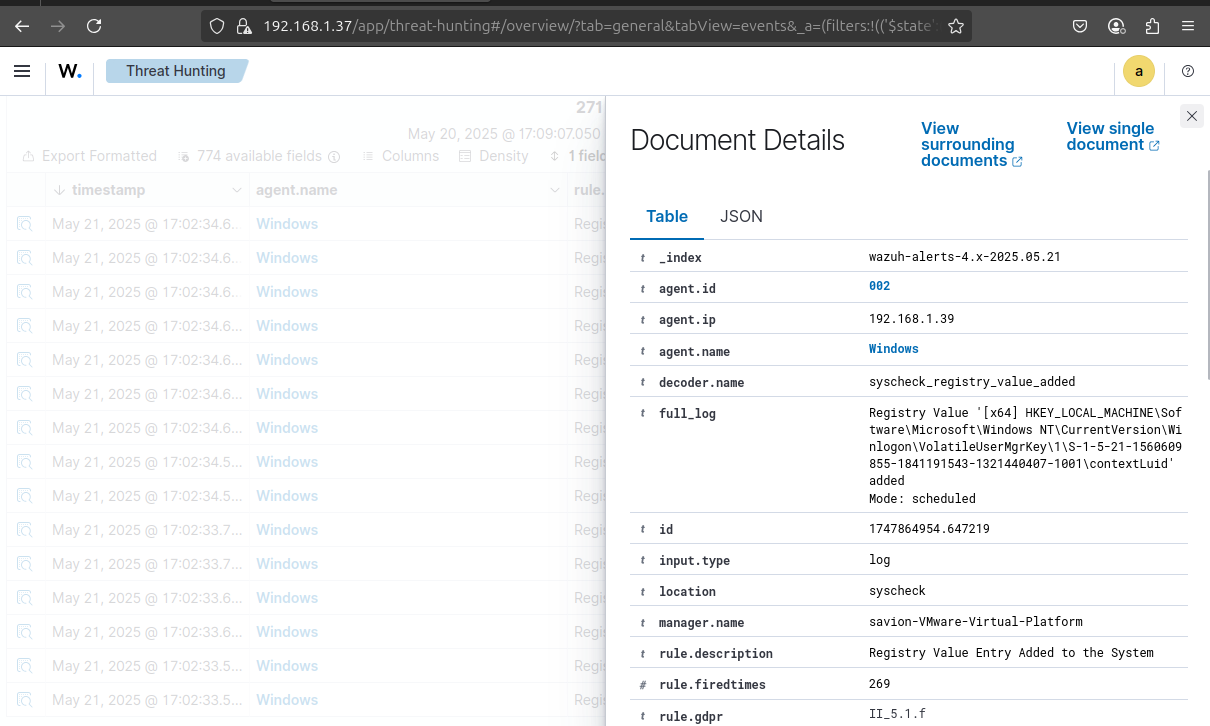 192.168.1.37/app/threat-hunting#/overview/?tab=general&tabView=events&_a=(filters:!(('$state'
W.
Threat Hunting
a
271
May 20, 2025 @ 17:09:07.050
Export Formatted
774 available fields
Columns
Density
1 field
timestamp
agent.name
rule.
May 21, 2025 @ 17:02:34.6... Windows Regis
May 21, 2025 @ 17:02:34.6... Windows Regis
May 21, 2025 @ 17:02:34.6... Windows Regis
May 21, 2025 @ 17:02:34.6... Windows Regis
May 21, 2025 @ 17:02:34.6... Windows Regis
May 21, 2025 @ 17:02:34.6... Windows Regis
May 21, 2025 @ 17:02:34.6... Windows Regis
May 21, 2025 @ 17:02:34.5... Windows Regis
May 21, 2025 @ 17:02:34.5... Windows Regis
May 21, 2025 @ 17:02:33.7... Windows Regis
May 21, 2025 @ 17:02:33.7... Windows Regis
May 21, 2025 @ 17:02:33.6... Windows Regis
May 21, 2025 @ 17:02:33.6... Windows Regis
May 21, 2025 @ 17:02:33.5... Windows Regis
May 21, 2025 @ 17:02:33.5... Windows Regis
Document Details
View
surrounding
documents
View single
document
Table
JSON
t _index wazuh-alerts-4.x-2025.05.21
t agent.id 002
t agent.ip 192.168.1.39
t agent.name Windows
t decoder.name syscheck_registry_value_added
t full_log Registry Value '[x64] HKEY_LOCAL_MACHINE\Sof
tware\Microsoft\Windows NT\CurrentVersion\Wi
nlogon\VolatileUserMgrKey\1\S-1-5-21-1560609
855-1841191543-1321440407-1001\contextLuid'
added
Mode: scheduled
t id 1747864954.647219
t input.type log
t location syscheck
t manager.name savion-VMware-Virtual-Platform
t rule.description Registry Value Entry Added to the System
# rule.firedtimes 269
t rule.gdpr II_5.1.f